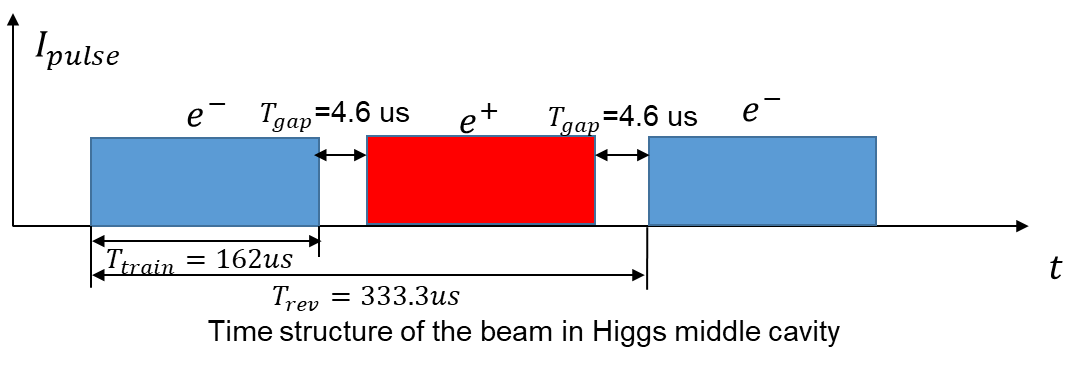 I_pulse
e⁻ T_gap=4.6 us e⁺ T_gap=4.6 us e⁻
T_train = 162us
t
T_rev = 333.3us
Time structure of the beam in Higgs middle cavity